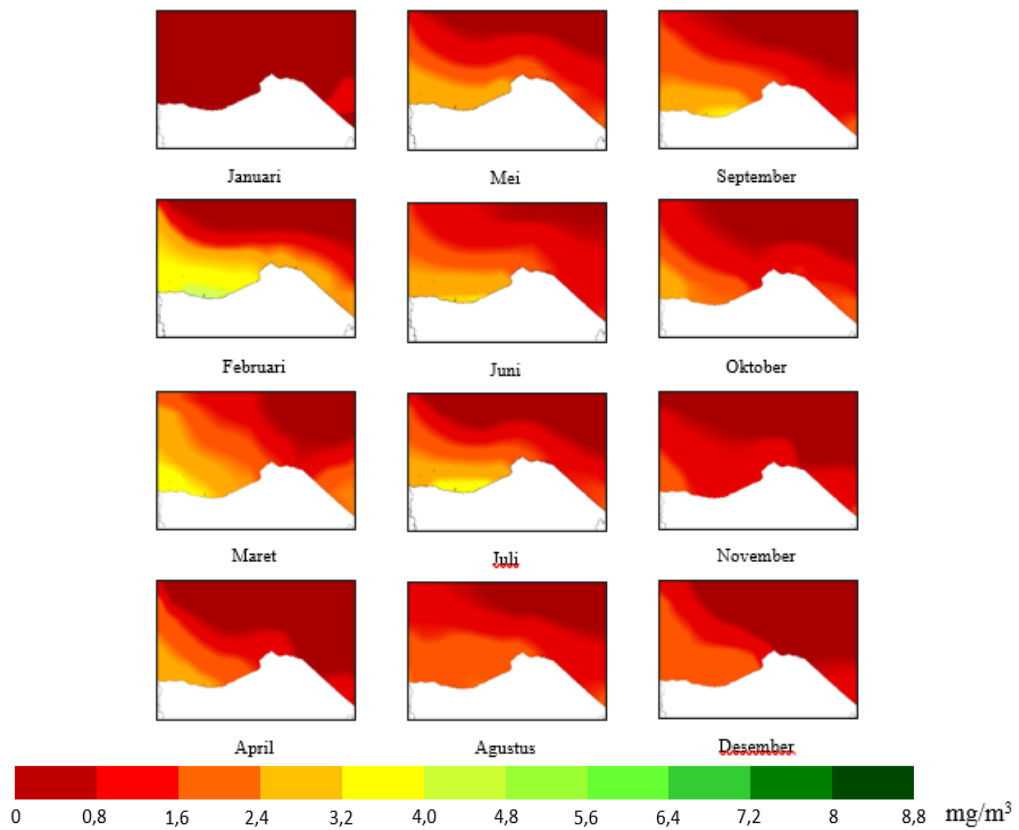 Januari
Mei
September
Februari
Juni
Oktober
Maret
Juli
November
April
Agustus
Desember
0 0,8 1,6 2,4 3,2 4,0 4,8 5,6 6,4 7,2 8 8,8 mg/m³